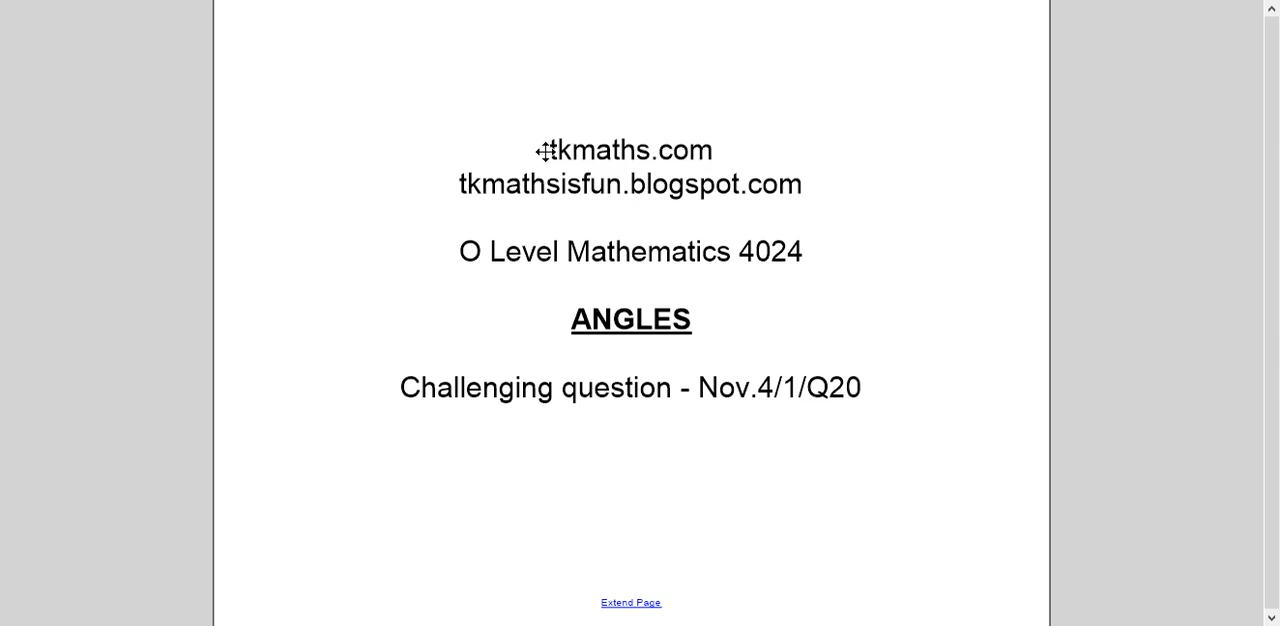 tkmaths.com
tkmathsisfun.blogspot.com
O Level Mathematics 4024
ANGLES
Challenging question - Nov.4/1/Q20
Extend Page